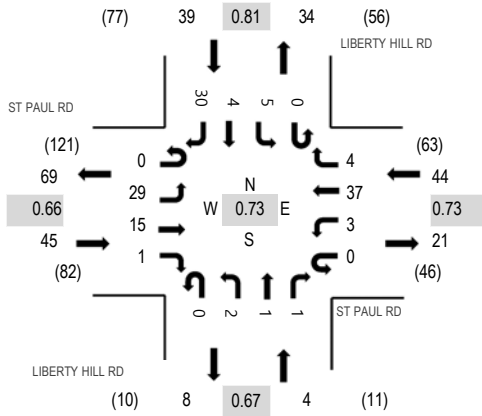 (77) 39 0.81 34 (56)
LIBERTY HILL RD
30 4 5 0
ST PAUL RD
(121) 0 4 (63)
69 29 N 37 44
0.66 W 0.73 E 0.73
45 15 S 3 21
(82) 1 0 (46)
0 2 1 1
ST PAUL RD
LIBERTY HILL RD
(10) 8 0.67 4 (11)